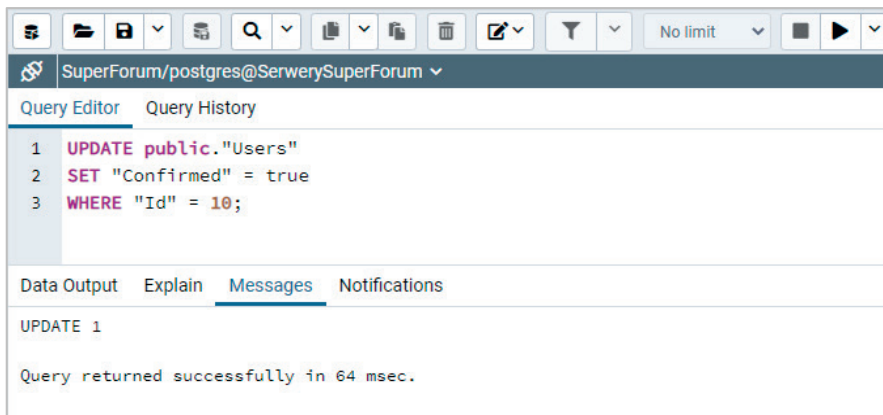 No limit
SuperForum/postgres@SerwerySuperForum
Query Editor Query History
1 UPDATE public."Users"
2 SET "Confirmed" = true
3 WHERE "Id" = 10;
Data Output Explain Messages Notifications
UPDATE 1
Query returned successfully in 64 msec.